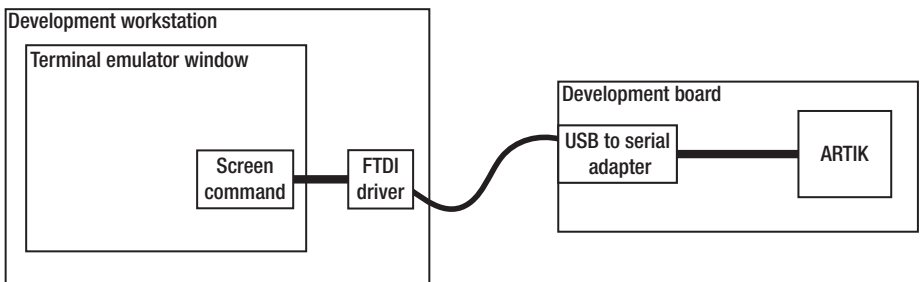 Development workstation
Terminal emulator window
Screen
command
FTDI
driver
Development board
USB to serial
adapter
ARTIK